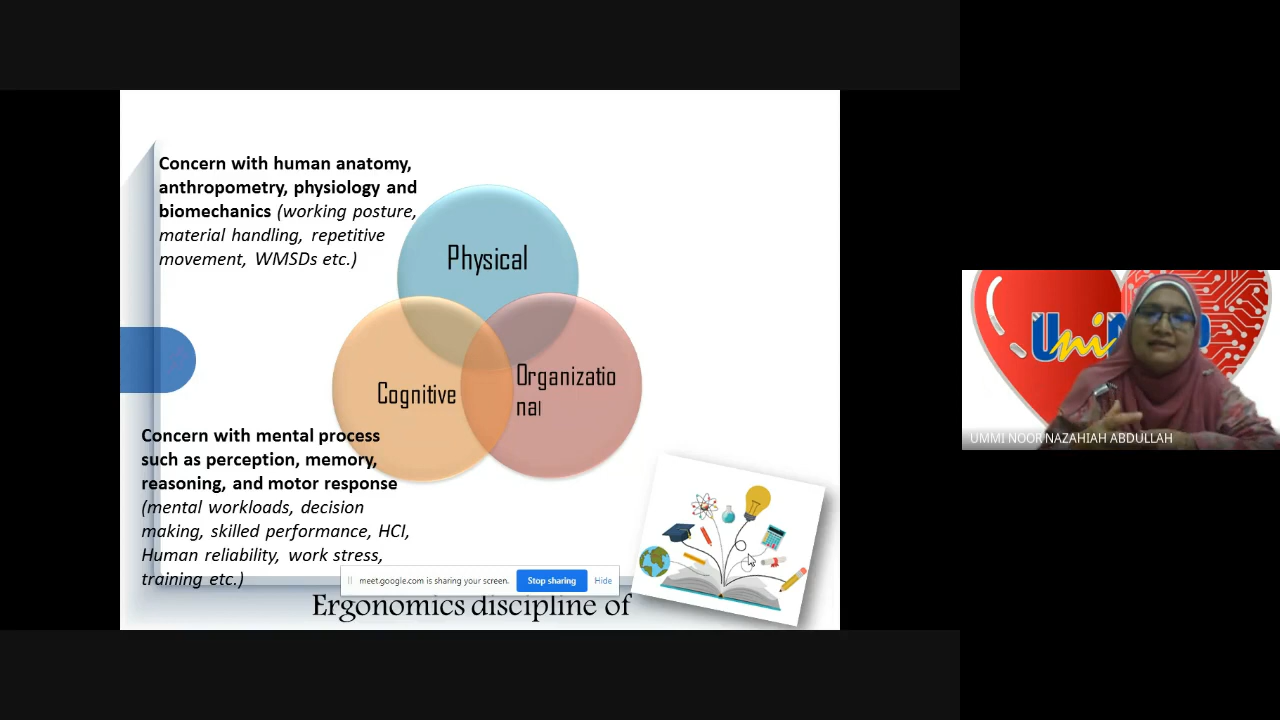 Concern with human anatomy,
anthropometry, physiology and
biomechanics (working posture,
material handling, repetitive
movement, WMSDs etc.)
Physical
Cognitive
Organizatio
nal
Concern with mental process
such as perception, memory,
reasoning, and motor response
(mental workloads, decision
making, skilled performance, HCI,
Human reliability, work stress,
training etc.)
meet.google.com is sharing your screen.
Stop sharing
Hide
Ergonomics discipline of
Uni
UMMI NOOR NAZAHIAH ABDULLAH